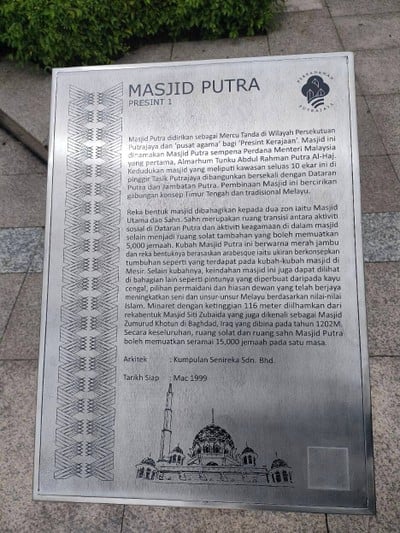 MASJID PUTRA
PRESINT 1
PERBADANAN
PUTRAJAYA
Masjid Putra didirikan sebagai Mercu Tanda di Wilayah Persekutuan
Putrajaya dan 'pusat agama' bagi 'Presint Kerajaan'. Masjid ini
dinamakan Masjid Putra sempena Perdana Menteri Malaysia
yang pertama, Almarhum Tunku Abdul Rahman Putra Al-Haj.
Kedudukan masjid yang meliputi kawasan seluas 10 ekar ini di
pinggir Tasik Putrajaya dibangunkan bersekali dengan Dataran
Putra dan Jambatan Putra. Pembinaan Masjid ini bercirikan
gabungan konsep Timur Tengah dan tradisional Melayu.
Reka bentuk masjid dibahagikan kepada dua zon iaitu Masjid
Utama dan Sahn. Sahn merupakan ruang transisi antara aktiviti
sosial di Dataran Putra dan aktiviti keagamaan di dalam masjid
selain menjadi ruang solat tambahan yang boleh memuatkan
5,000 jemaah. Kubah Masjid Putra ini berwarna merah jambu
dan reka bentuknya berasaskan arabesque iaitu ukiran berkonsepkan
tumbuhan seperti yang terdapat pada kubah-kubah masjid di
Mesir. Selain kubahnya, keindahan masjid ini juga dapat dilihat
di bahagian lain seperti pintunya yang diperbuat daripada kayu
cengal, pilihan permaidani dan hiasan dewan yang telah berjaya
meningkatkan seni dan unsur-unsur Melayu berdasarkan nilai-nilai
Islam. Minaret dengan ketinggian 116 meter diilhamkan dari
rekabentuk Masjid Siti Zubaida yang juga dikenali sebagai Masjid
Zumurud Khotun di Baghdad, Iraq yang dibina pada tahun 1202M.
Secara keseluruhan, ruang solat dan ruang sahn Masjid Putra
boleh memuatkan seramai 15,000 jemaah pada satu masa.
Arkitek : Kumpulan Senireka Sdn. Bhd.
Tarikh Siap : Mac 1999